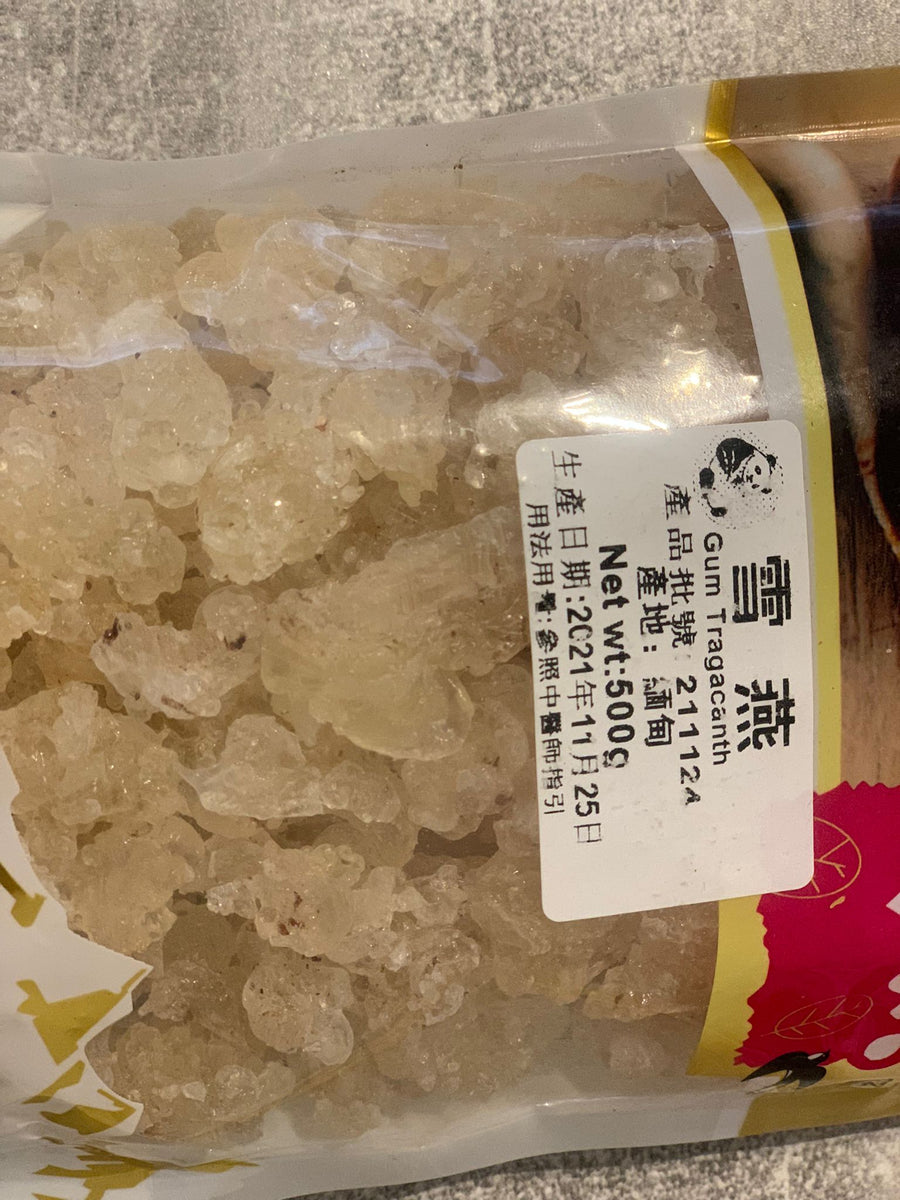 雪 燕
Gum Tragacanth
產品批號 211124
產地：緬甸
Net wt:500g
生產日期:2021年11月25日
用法用量:參照中醫師指引